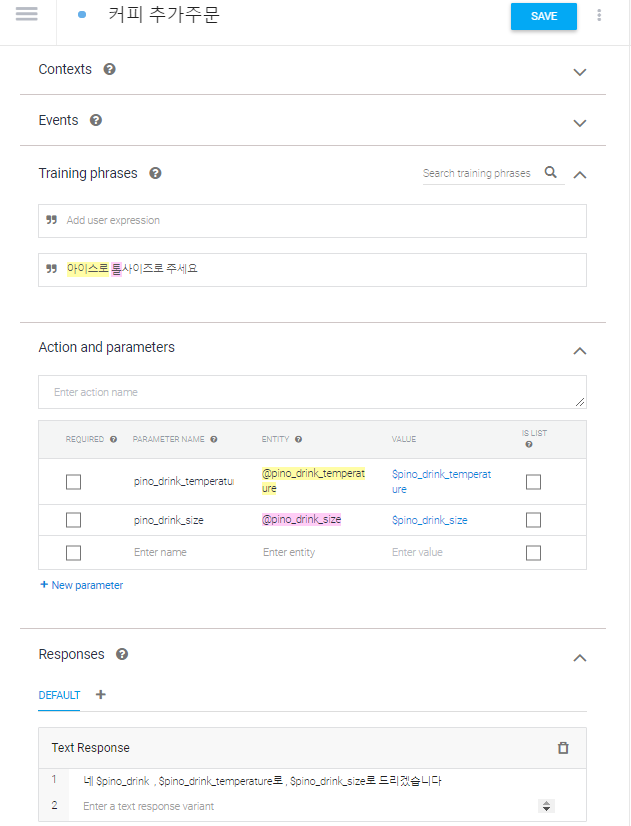 커피 추가주문
SAVE
Contexts
Events
Training phrases
Search training phrases
Add user expression
아이스로 톨사이즈로 주세요
Action and parameters
Enter action name
REQUIRED PARAMETER NAME ENTITY VALUE IS LIST
pino_drink_temperatu @pino_drink_temperat
ure $pino_drink_temperat
ure
pino_drink_size @pino_drink_size $pino_drink_size
Enter name Enter entity Enter value
+ New parameter
Responses
DEFAULT +
Text Response
1 네 $pino_drink , $pino_drink_temperature로 , $pino_drink_size로 드리겠습니다
2 Enter a text response variant